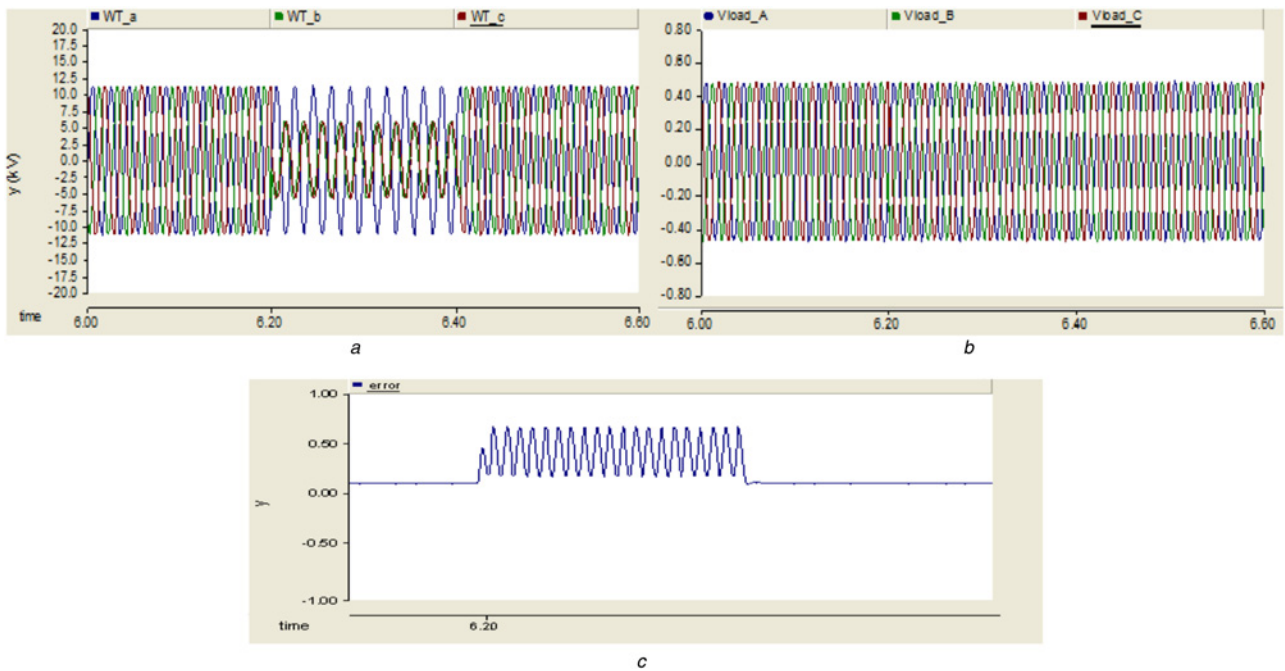 WT_a WT_b WT_c
20.0
17.5
15.0
12.5
10.0
7.5
5.0
2.5
0.0
-2.5
-5.0
-7.5
-10.0
-12.5
-15.0
-17.5
-20.0
y (kV)
time 6.00 6.20 6.40 6.60
a
Vload_A Vload_B Vload_C
0.80
0.60
0.40
0.20
0.00
-0.20
-0.40
-0.60
-0.80
6.00 6.20 6.40 6.60
b
error
1.00
0.50
0.00
-0.50
-1.00
y
time 6.20
c